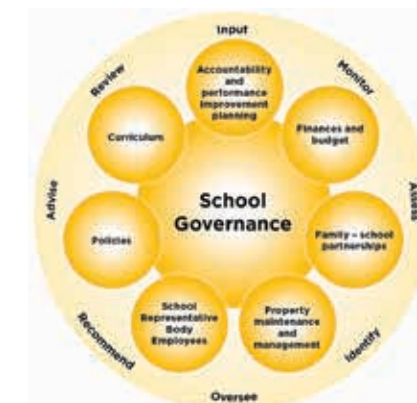 Input
Monitor
Assess
Identify
Oversee
Recommend
Advise
Review
Accountability
and
performance
improvement
planning
Finances and
budget
Family – school
partnerships
Property
maintenance
and
management
School
Representative
Body
Employees
Policies
Curriculum
School
Governance